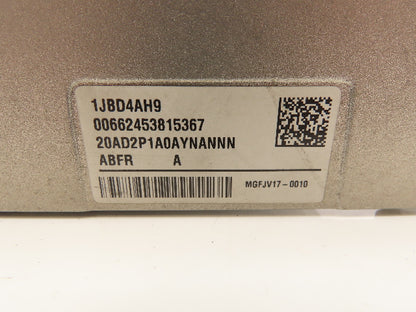 1JBD4AH9
00662453815367
20AD2P1A0AYNANNN
ABFR A
MGFJV17-0010